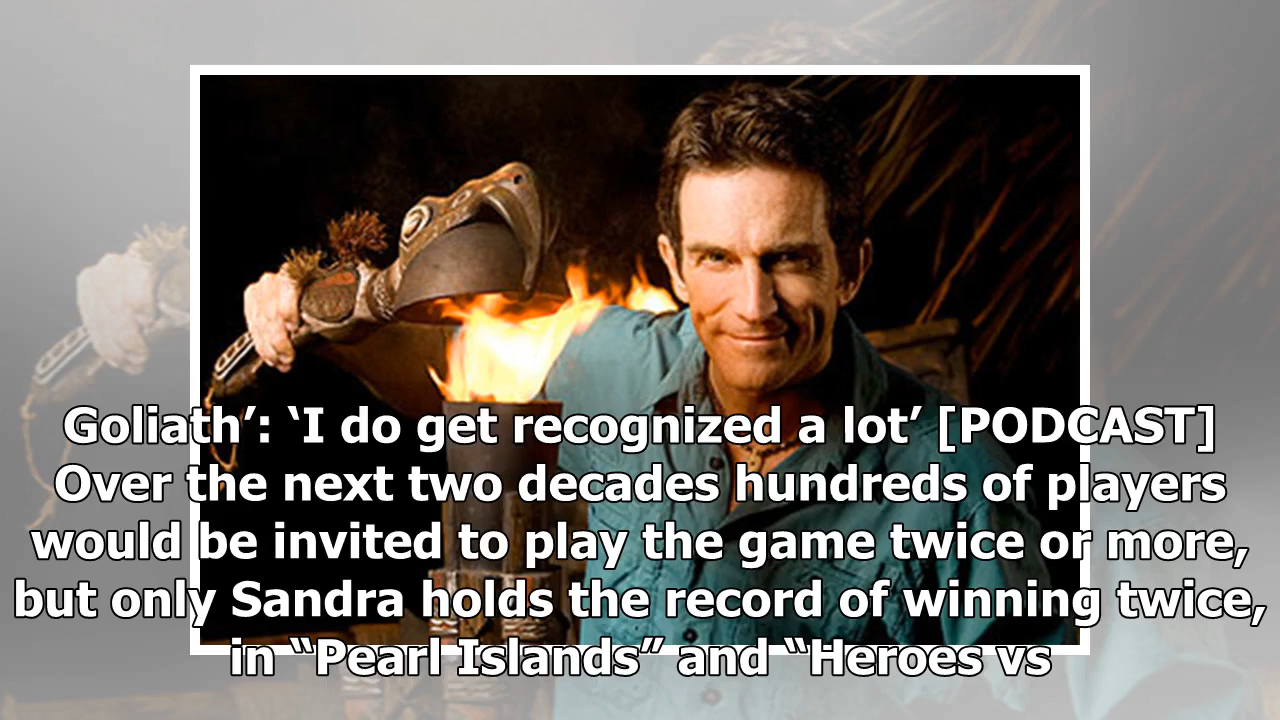 Goliath’: ‘I do get recognized a lot’ [PODCAST]
Over the next two decades hundreds of players
would be invited to play the game twice or more,
but only Sandra holds the record of winning twice,
in “Pearl Islands” and “Heroes vs